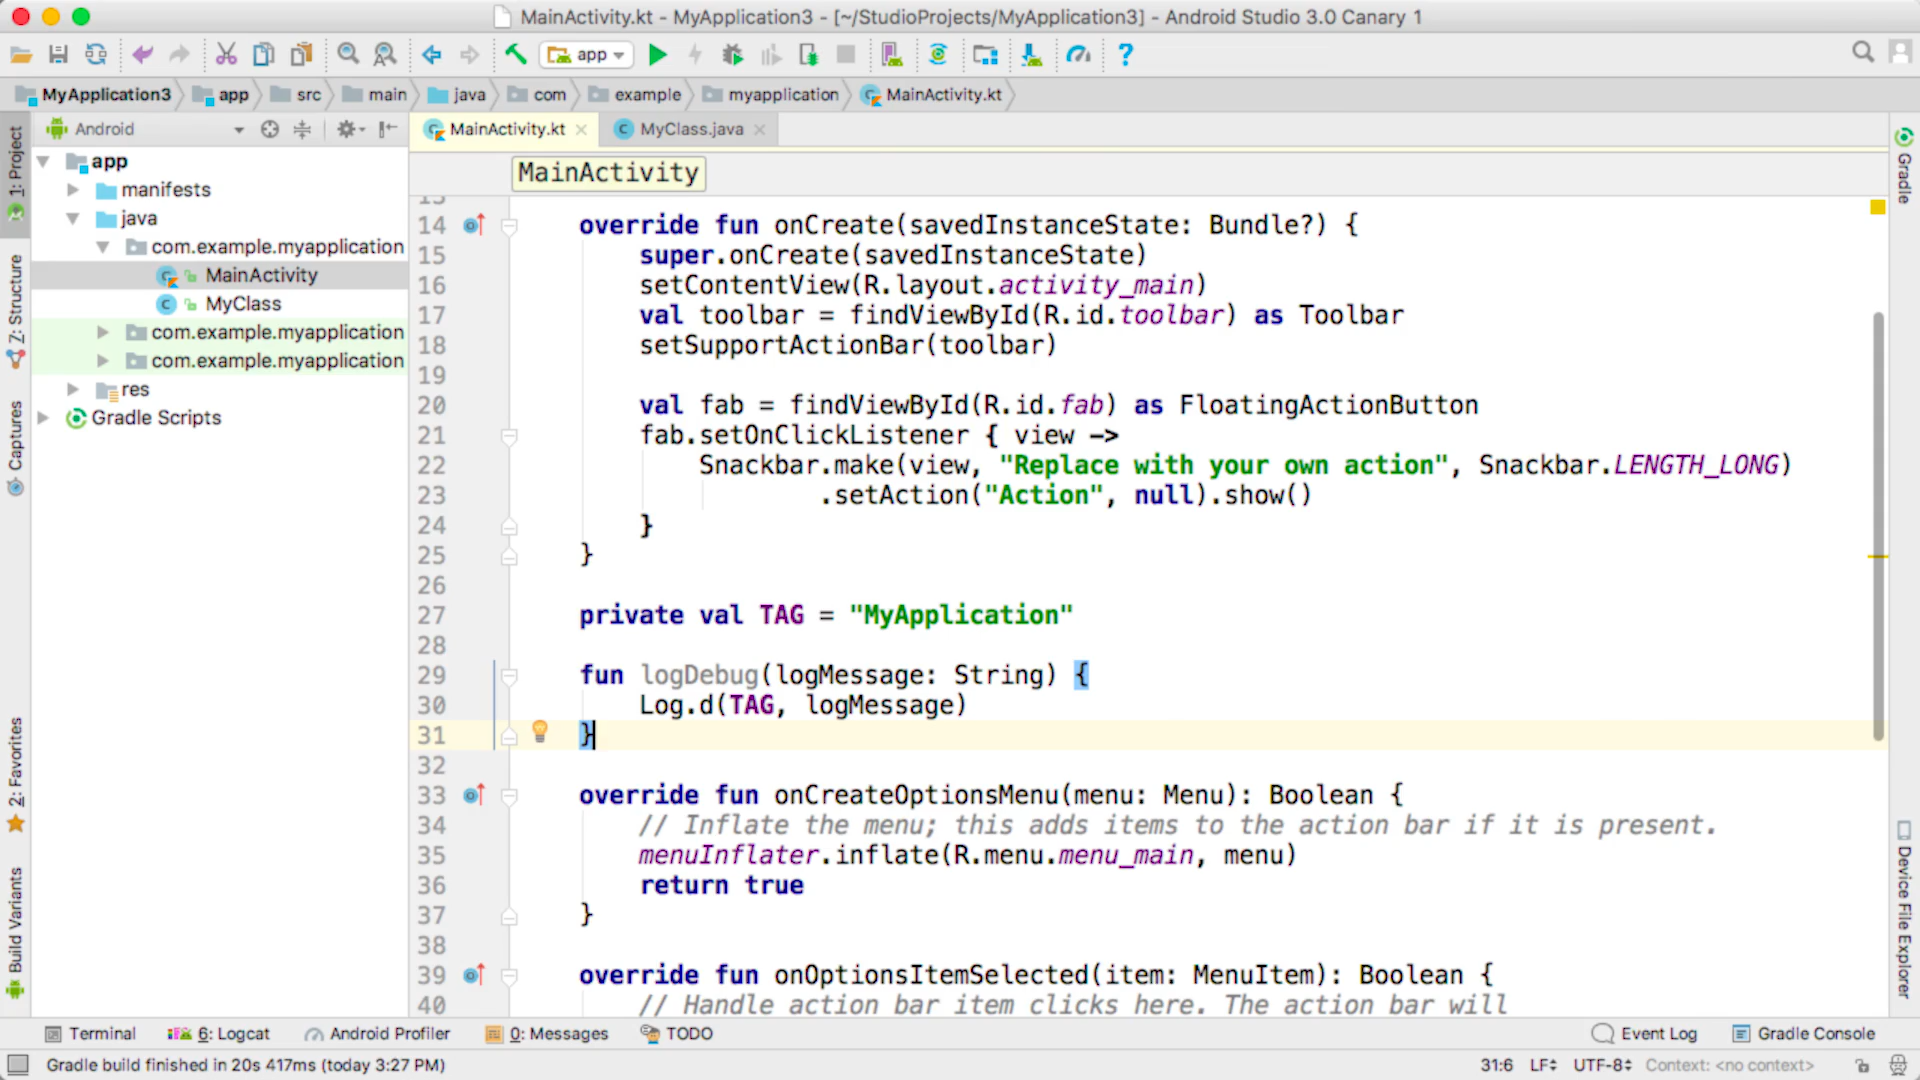 MainActivity.kt - MyApplication3 - [~/StudioProjects/MyApplication3] - Android Studio 3.0 Canary 1
app
MyApplication3 app src main java com example myapplication MainActivity.kt
Android
MainActivity.kt MyClass.java
MainActivity
app
manifests
java
com.example.myapplication
MainActivity
MyClass
com.example.myapplication
com.example.myapplication
res
Gradle Scripts
1: Project
Z: Structure
Captures
2: Favorites
Build Variants
13
14 override fun onCreate(savedInstanceState: Bundle?) {
15 super.onCreate(savedInstanceState)
16 setContentView(R.layout.activity_main)
17 val toolbar = findViewById(R.id.toolbar) as Toolbar
18 setSupportActionBar(toolbar)
19
20 val fab = findViewById(R.id.fab) as FloatingActionButton
21 fab.setOnClickListener { view ->
22 Snackbar.make(view, "Replace with your own action", Snackbar.LENGTH_LONG)
23 .setAction("Action", null).show()
24 }
25 }
26
27 private val TAG = "MyApplication"
28
29 fun logDebug(logMessage: String) {
30 Log.d(TAG, logMessage)
31 }
32
33 override fun onCreateOptionsMenu(menu: Menu): Boolean {
34 // Inflate the menu; this adds items to the action bar if it is present.
35 menuInflater.inflate(R.menu.menu_main, menu)
36 return true
37 }
38
39 override fun onOptionsItemSelected(item: MenuItem): Boolean {
40 // Handle action bar item clicks here. The action bar will
Gradle
Device File Explorer
Terminal 6: Logcat Android Profiler 0: Messages TODO Event Log Gradle Console
Gradle build finished in 20s 417ms (today 3:27 PM) 31:6 LF UTF-8 Context: <no context>